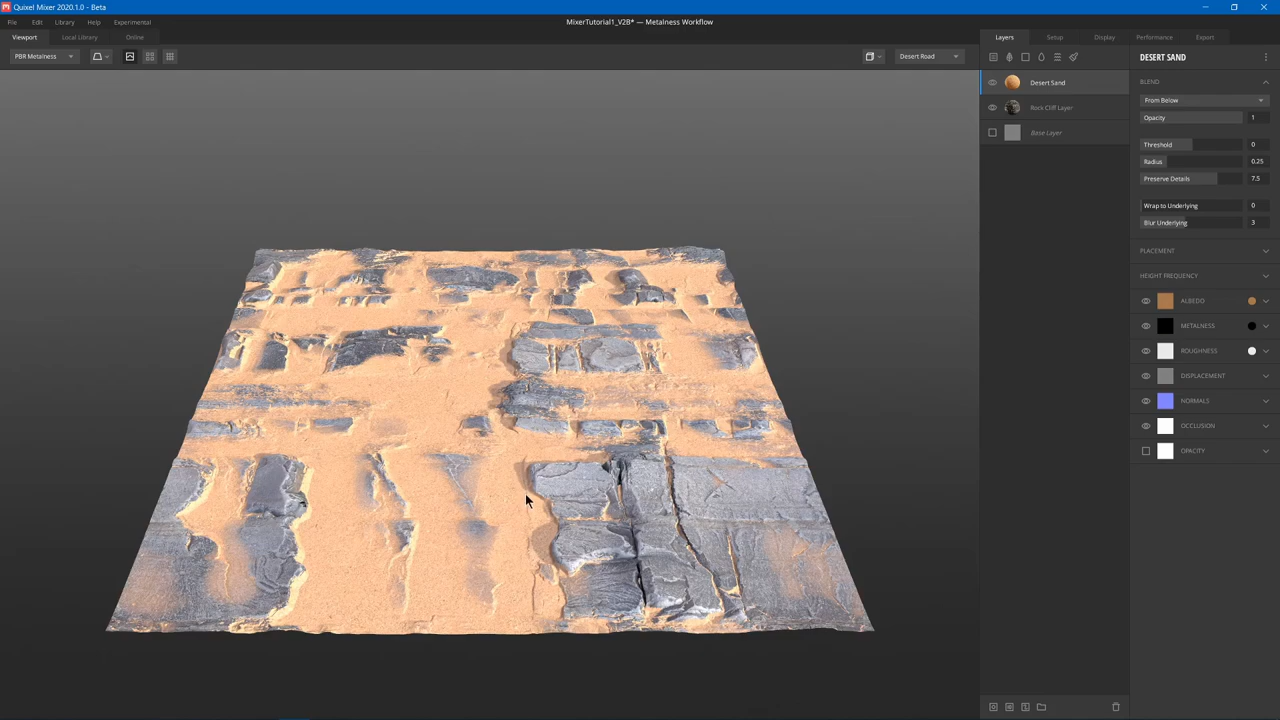 Quixel Mixer 2020.1.0 - Beta
File Edit Library Help Experimental
MixerTutorial1_V2B* — Metalness Workflow
Viewport Local Library Online
Layers Setup Display Performance Export
PBR Metalness
Desert Road
Desert Sand
Rock Cliff Layer
Base Layer
DESERT SAND
BLEND
From Below
Opacity 1
Threshold 0
Radius 0.25
Preserve Details 7.5
Wrap to Underlying 0
Blur Underlying 3
PLACEMENT
HEIGHT FREQUENCY
ALBEDO
METALNESS
ROUGHNESS
DISPLACEMENT
NORMALS
OCCLUSION
OPACITY